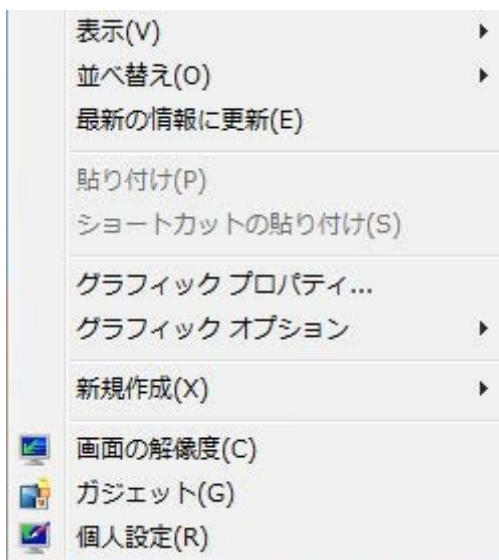 表示(V)
並べ替え(O)
最新の情報に更新(E)
貼り付け(P)
ショートカットの貼り付け(S)
グラフィック プロパティ...
グラフィック オプション
新規作成(X)
画面の解像度(C)
ガジェット(G)
個人設定(R)